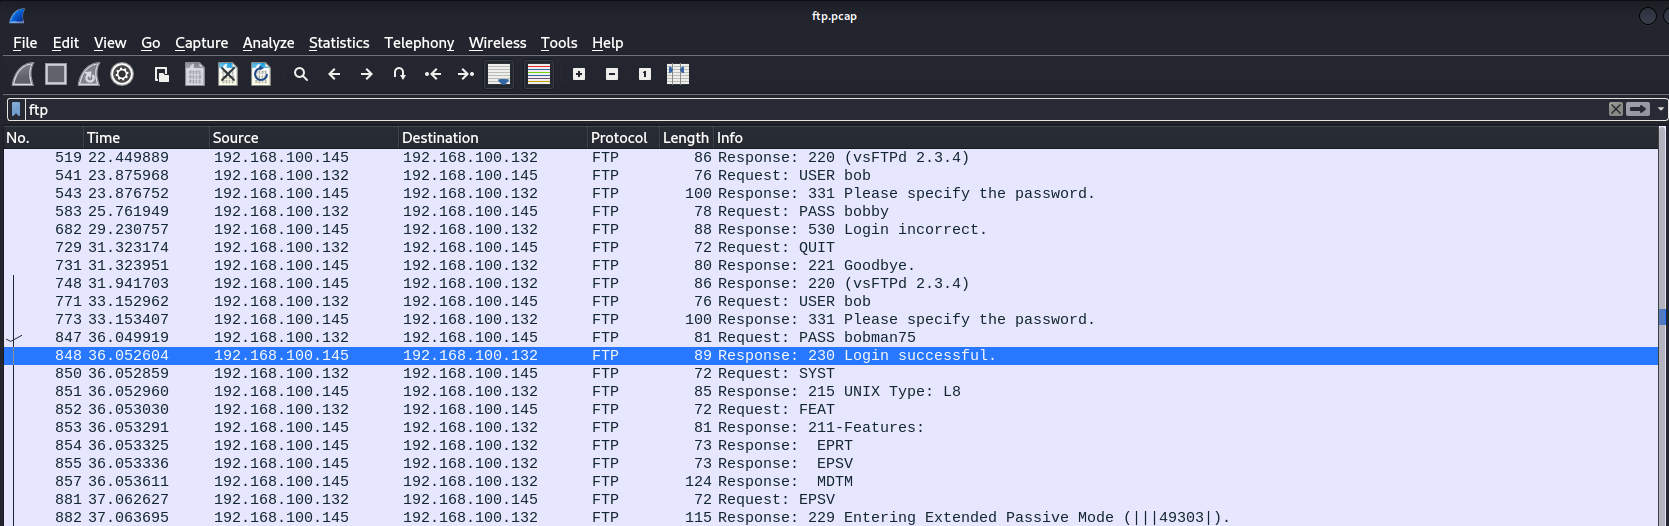 ftp.pcap
File Edit View Go Capture Analyze Statistics Telephony Wireless Tools Help
ftp
No. Time Source Destination Protocol Length Info
519 22.449889 192.168.100.145 192.168.100.132 FTP 86 Response: 220 (vsFTPd 2.3.4)
541 23.875968 192.168.100.132 192.168.100.145 FTP 76 Request: USER bob
543 23.876752 192.168.100.145 192.168.100.132 FTP 100 Response: 331 Please specify the password.
583 25.761949 192.168.100.132 192.168.100.145 FTP 78 Request: PASS bobby
682 29.230757 192.168.100.145 192.168.100.132 FTP 88 Response: 530 Login incorrect.
729 31.323174 192.168.100.132 192.168.100.145 FTP 72 Request: QUIT
731 31.323951 192.168.100.145 192.168.100.132 FTP 80 Response: 221 Goodbye.
748 31.941703 192.168.100.145 192.168.100.132 FTP 86 Response: 220 (vsFTPd 2.3.4)
771 33.152962 192.168.100.132 192.168.100.145 FTP 76 Request: USER bob
773 33.153407 192.168.100.145 192.168.100.132 FTP 100 Response: 331 Please specify the password.
847 36.049919 192.168.100.132 192.168.100.145 FTP 81 Request: PASS bobman75
848 36.052604 192.168.100.145 192.168.100.132 FTP 89 Response: 230 Login successful.
850 36.052859 192.168.100.132 192.168.100.145 FTP 72 Request: SYST
851 36.052960 192.168.100.145 192.168.100.132 FTP 85 Response: 215 UNIX Type: L8
852 36.053030 192.168.100.132 192.168.100.145 FTP 72 Request: FEAT
853 36.053291 192.168.100.145 192.168.100.132 FTP 81 Response: 211-Features:
854 36.053325 192.168.100.145 192.168.100.132 FTP 73 Response:  EPRT
855 36.053336 192.168.100.145 192.168.100.132 FTP 73 Response:  EPSV
857 36.053611 192.168.100.145 192.168.100.132 FTP 124 Response:  MDTM
881 37.062627 192.168.100.132 192.168.100.145 FTP 72 Request: EPSV
882 37.063695 192.168.100.145 192.168.100.132 FTP 115 Response: 229 Entering Extended Passive Mode (|||49303|).